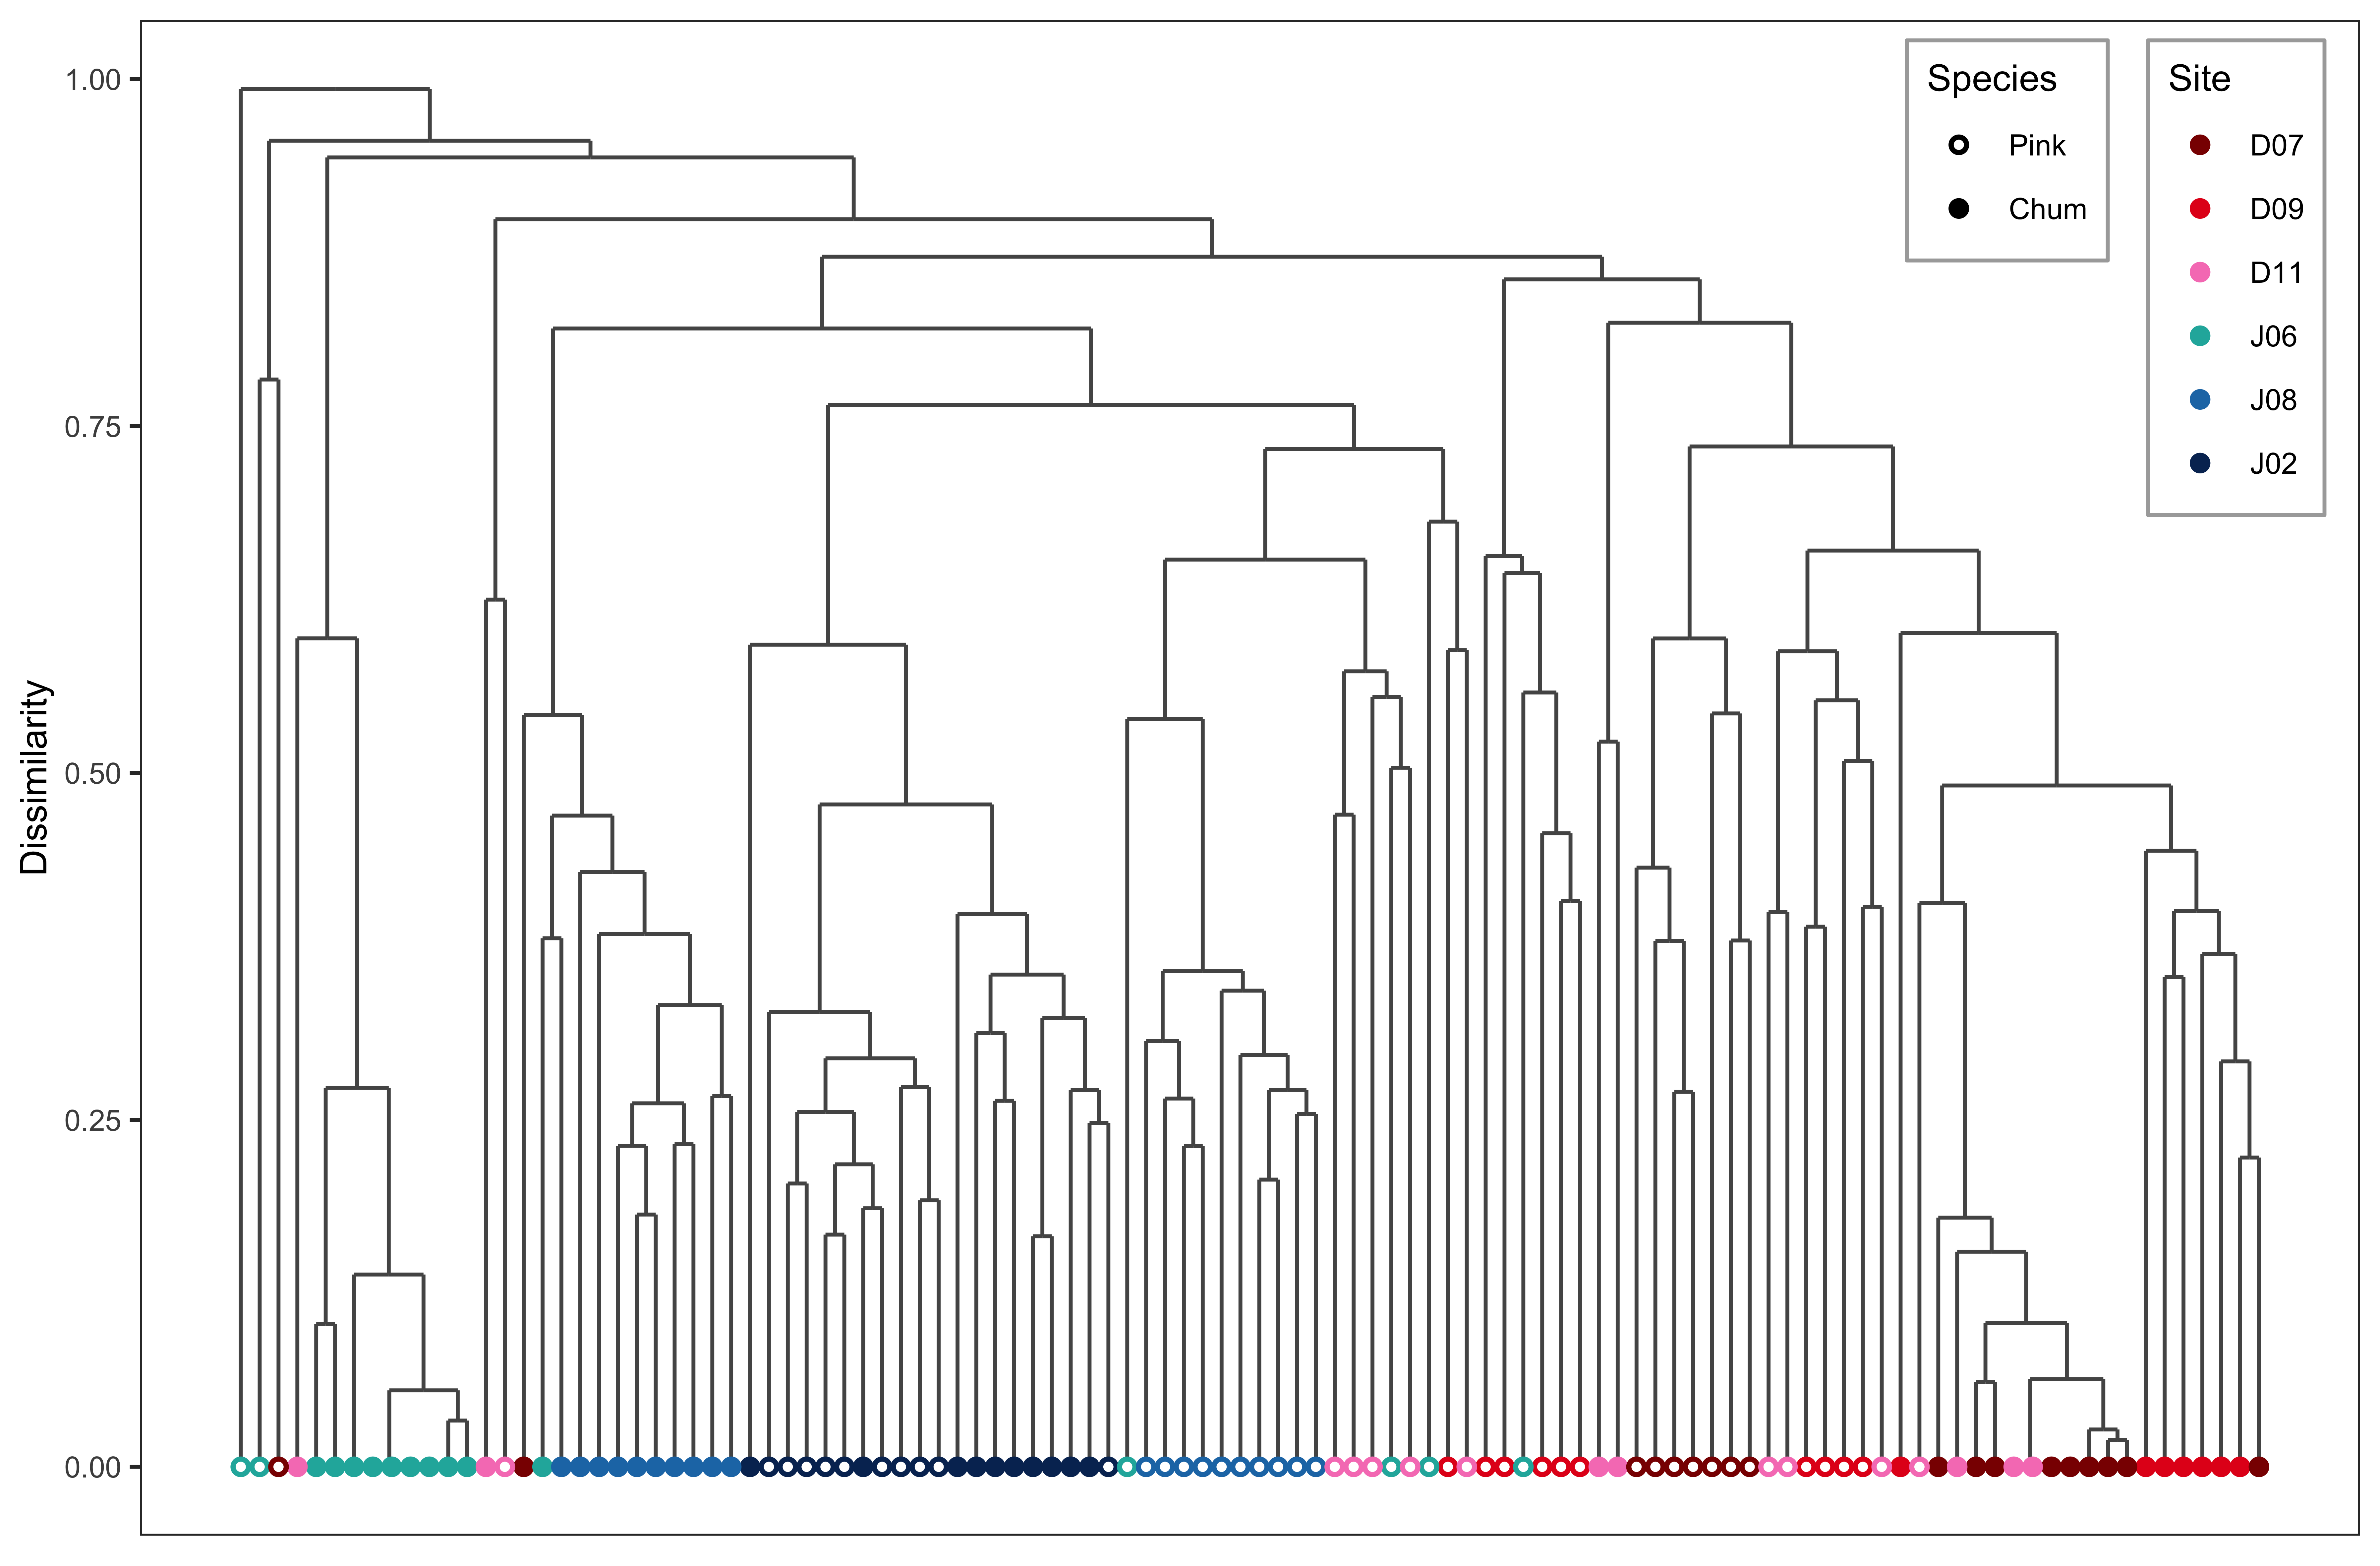 Dissimilarity
1.00
0.75
0.50
0.25
0.00
Species
Pink
Chum
Site
D07
D09
D11
J06
J08
J02